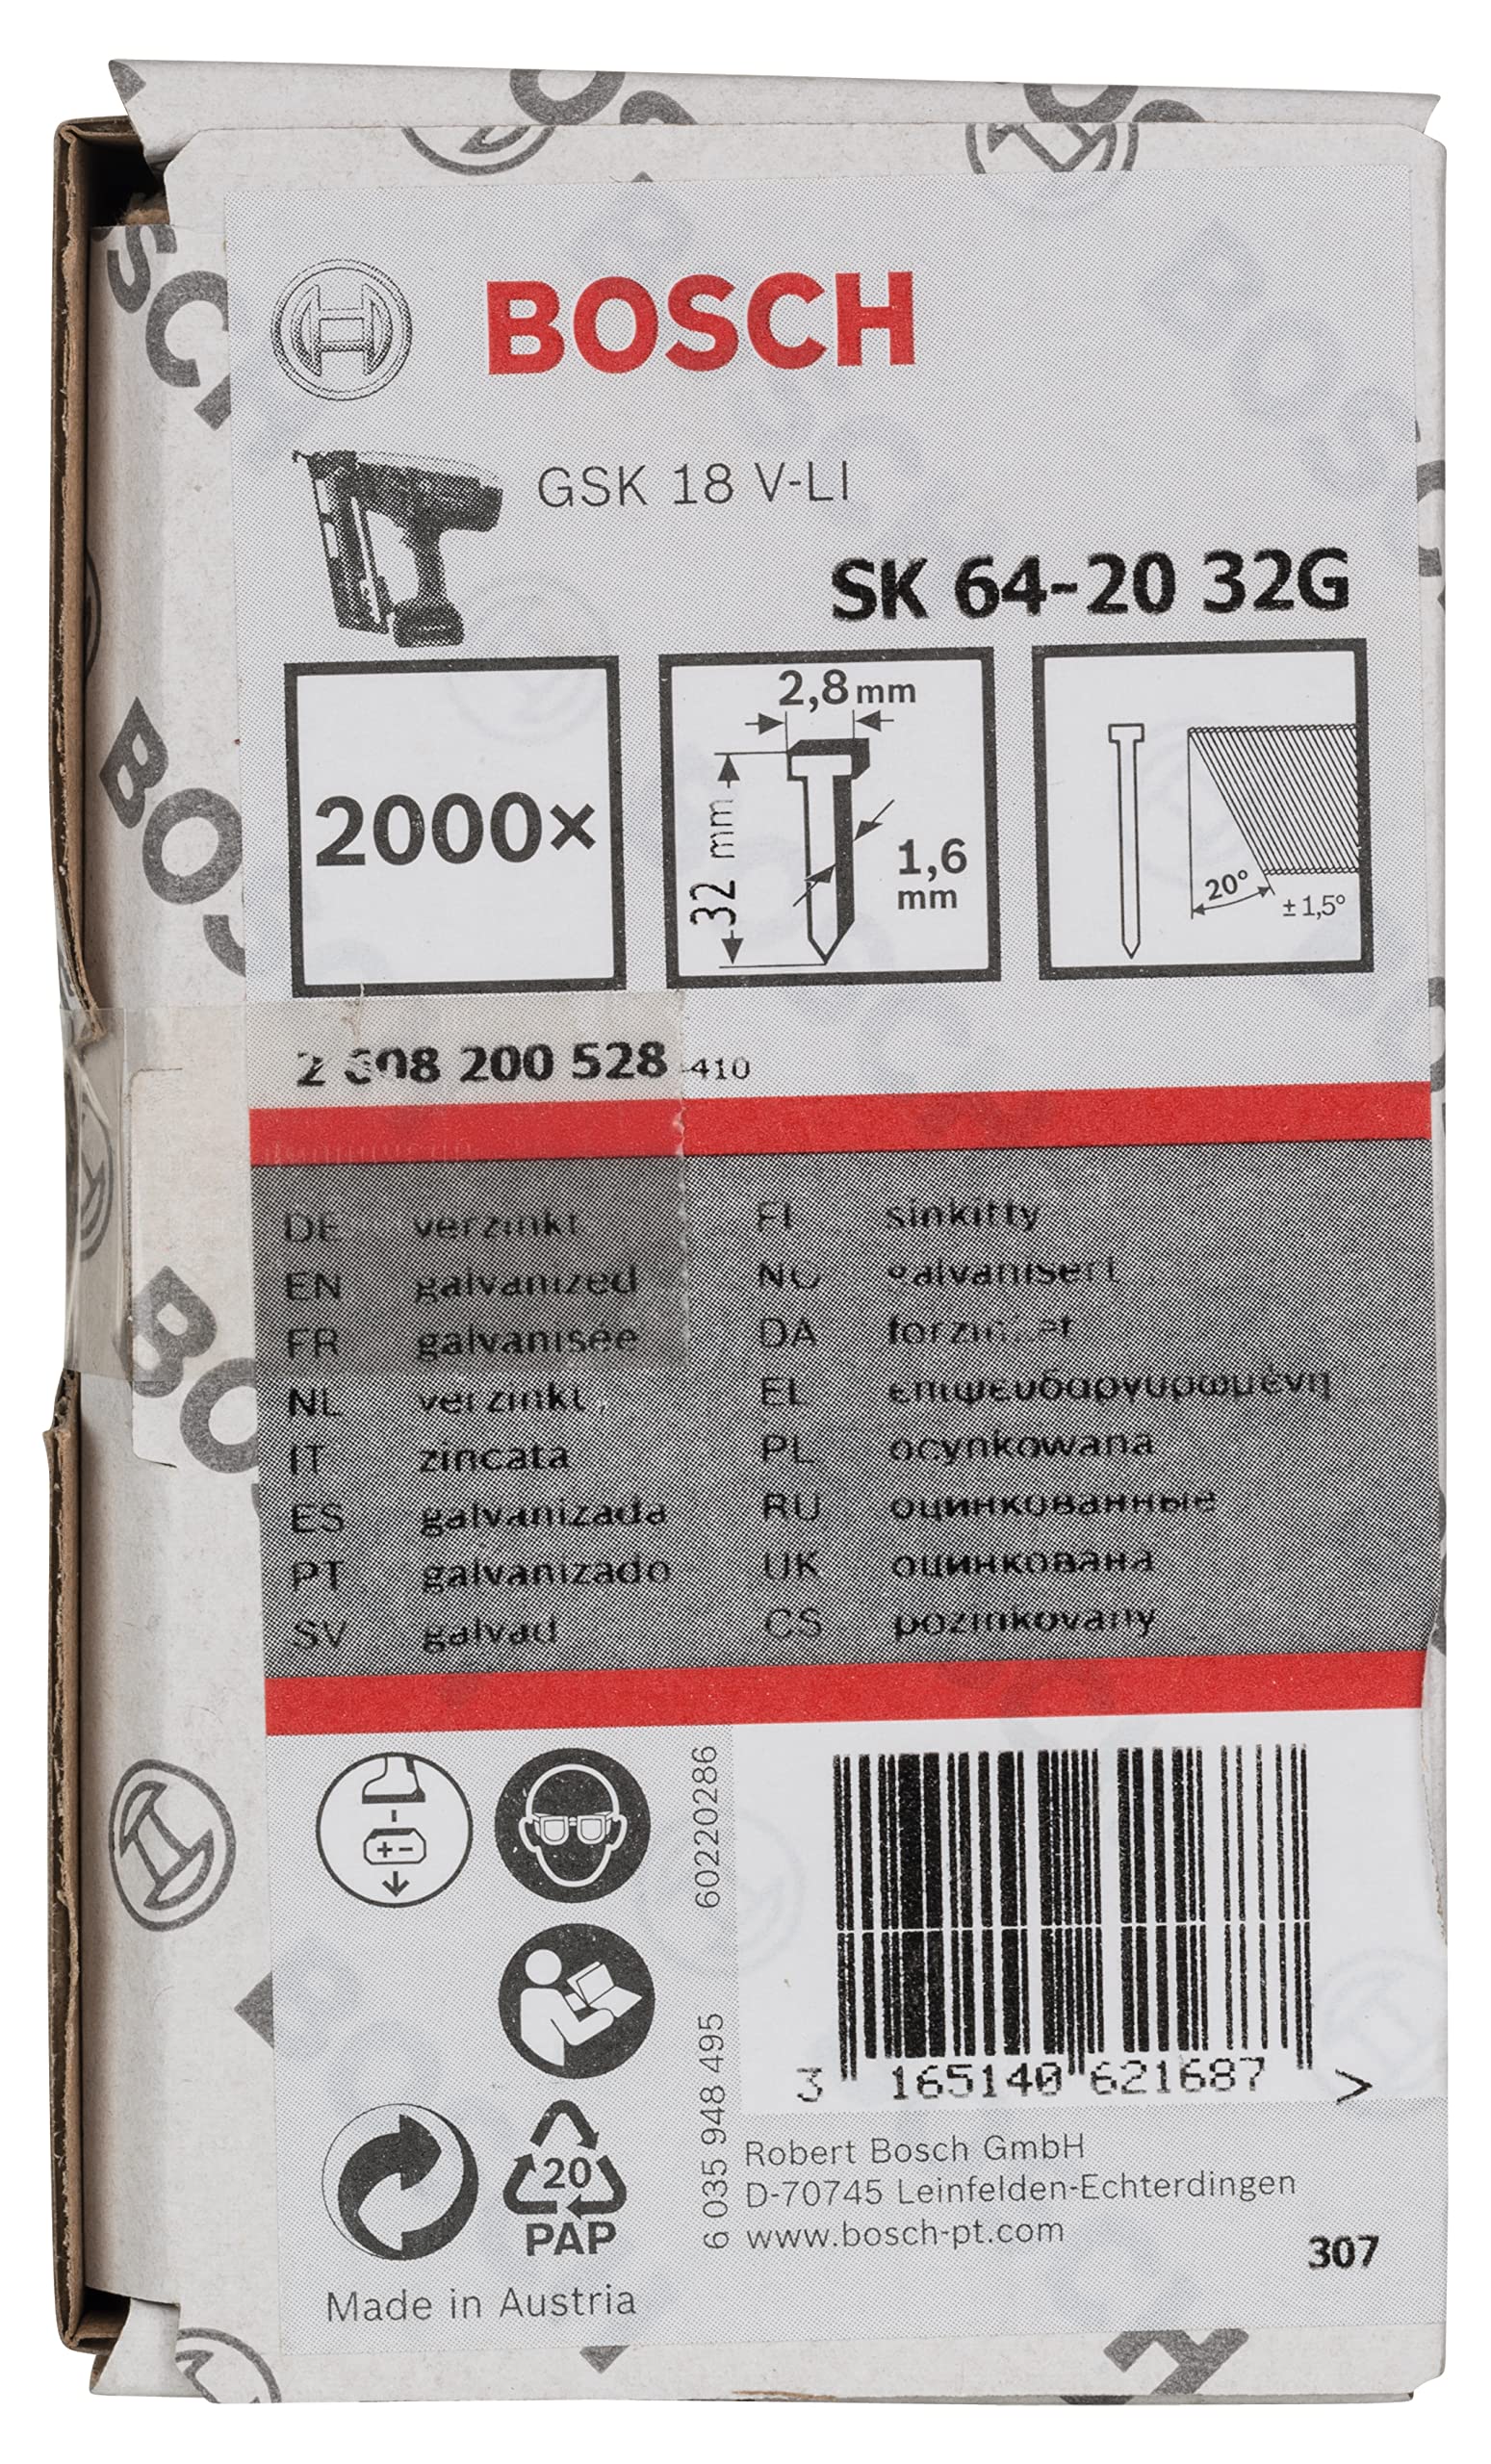 BOSCH
GSK 18 V-LI
SK 64-20 32G
2000×
2,8 mm
32 mm
1,6
mm
20°
± 1,5°
2 608 200 528 -410
DE verzinkt
EN galvanized
FR galvanisée
NL verzinkt
IT zincata
ES galvanizada
PT galvanizado
SV galvad
FI sinkitty
NO galvanisert
DA forzinket
EL επιψευδαργυρωμένη
PL ocynkowana
RU оцинкованные
UK оцинкована
CS pozinkovany
60220286
6 035 948 495
3 165140 621687 >
20
PAP
Robert Bosch GmbH
D-70745 Leinfelden-Echterdingen
www.bosch-pt.com
307
Made in Austria